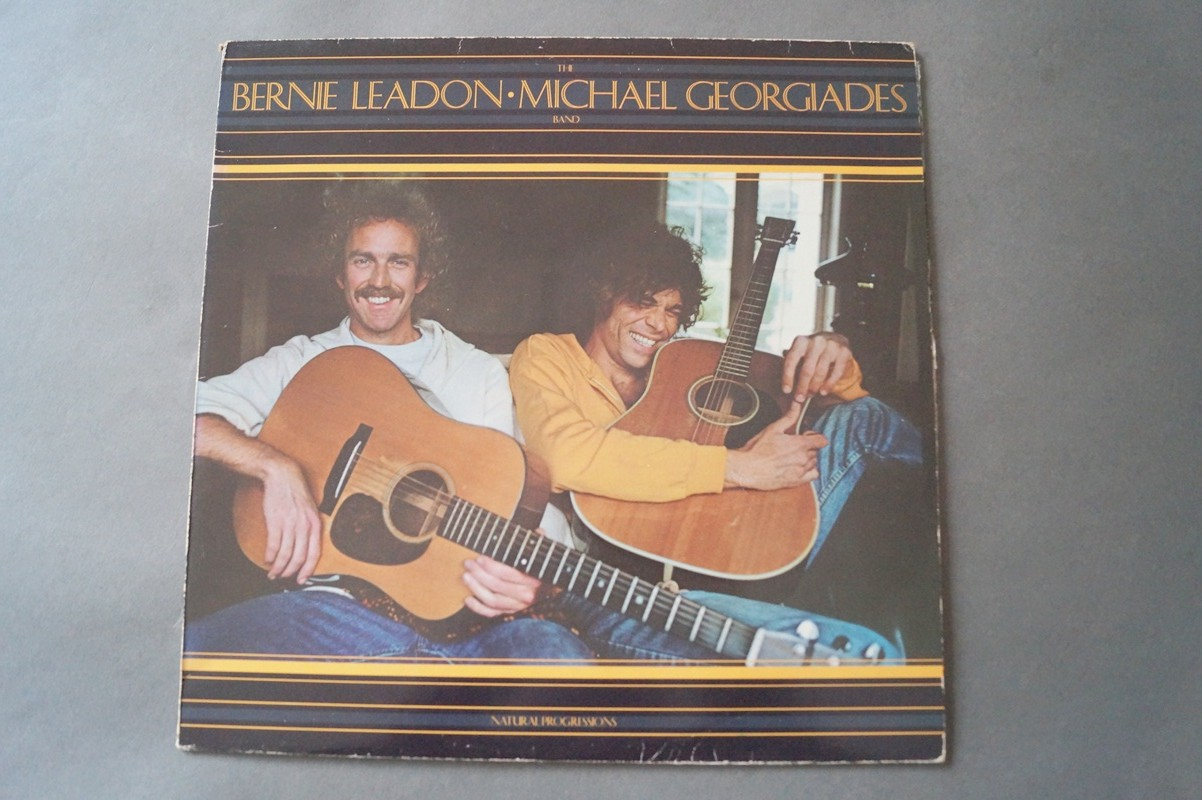 THE
BERNIE LEADON • MICHAEL GEORGIADES
BAND
NATURAL PROGRESSIONS